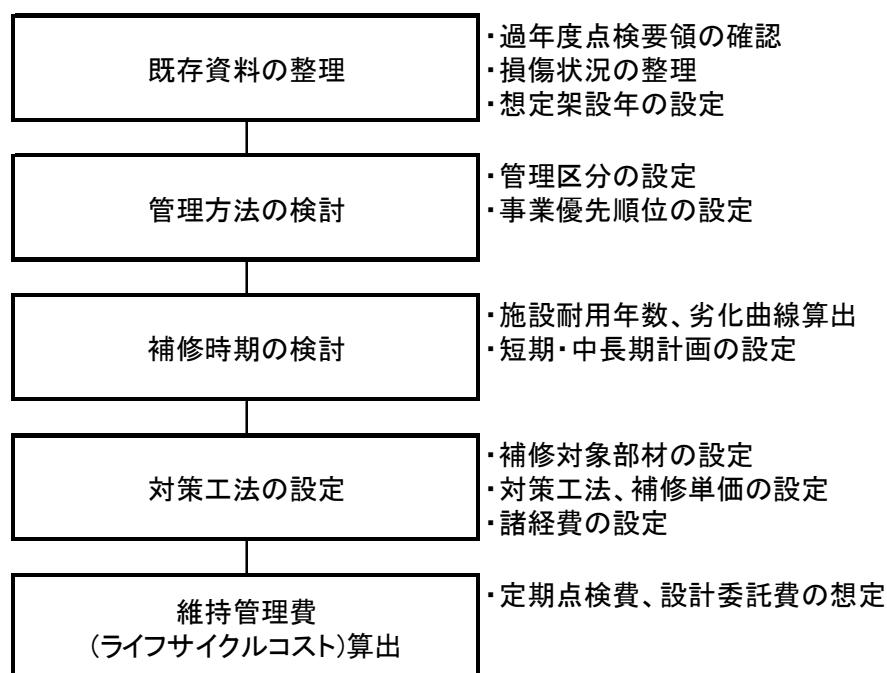 既存資料の整理
・過年度点検要領の確認
・損傷状況の整理
・想定架設年の設定
管理方法の検討
・管理区分の設定
・事業優先順位の設定
補修時期の検討
・施設耐用年数、劣化曲線算出
・短期・中長期計画の設定
対策工法の設定
・補修対象部材の設定
・対策工法、補修単価の設定
・諸経費の設定
維持管理費
(ライフサイクルコスト)算出
・定期点検費、設計委託費の想定